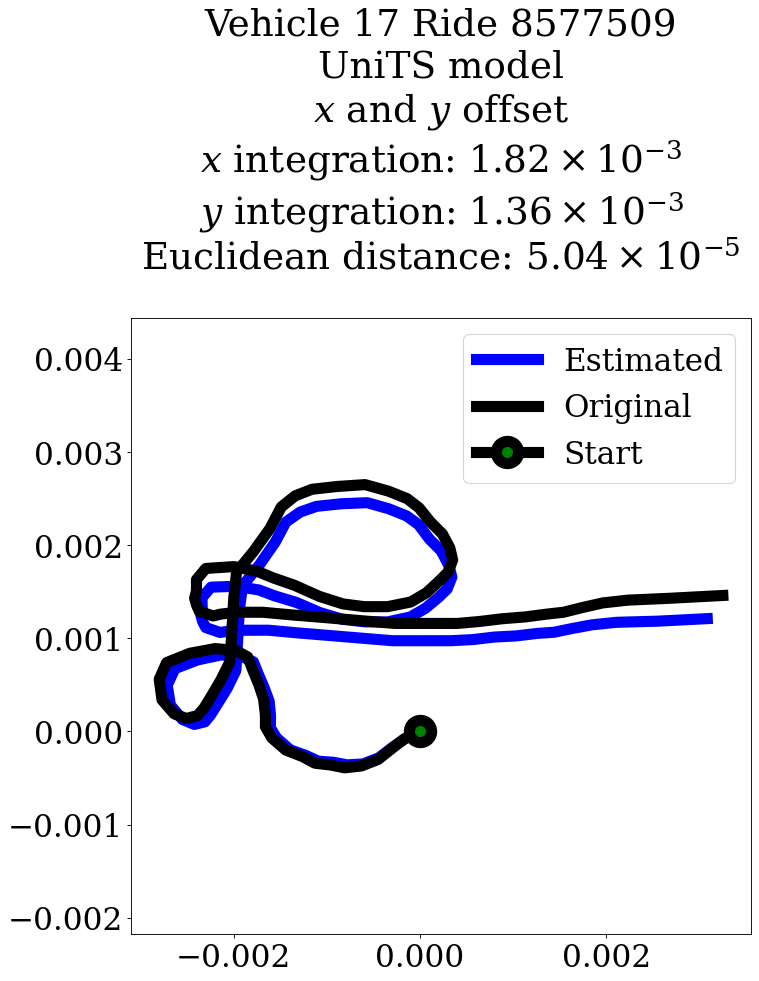 Vehicle 17 Ride 8577509
UniTS model
x and y offset
x integration: 1.82 × 10⁻³
y integration: 1.36 × 10⁻³
Euclidean distance: 5.04 × 10⁻⁵
Estimated
Original
Start
0.004
0.003
0.002
0.001
0.000
−0.001
−0.002
−0.002
0.000
0.002